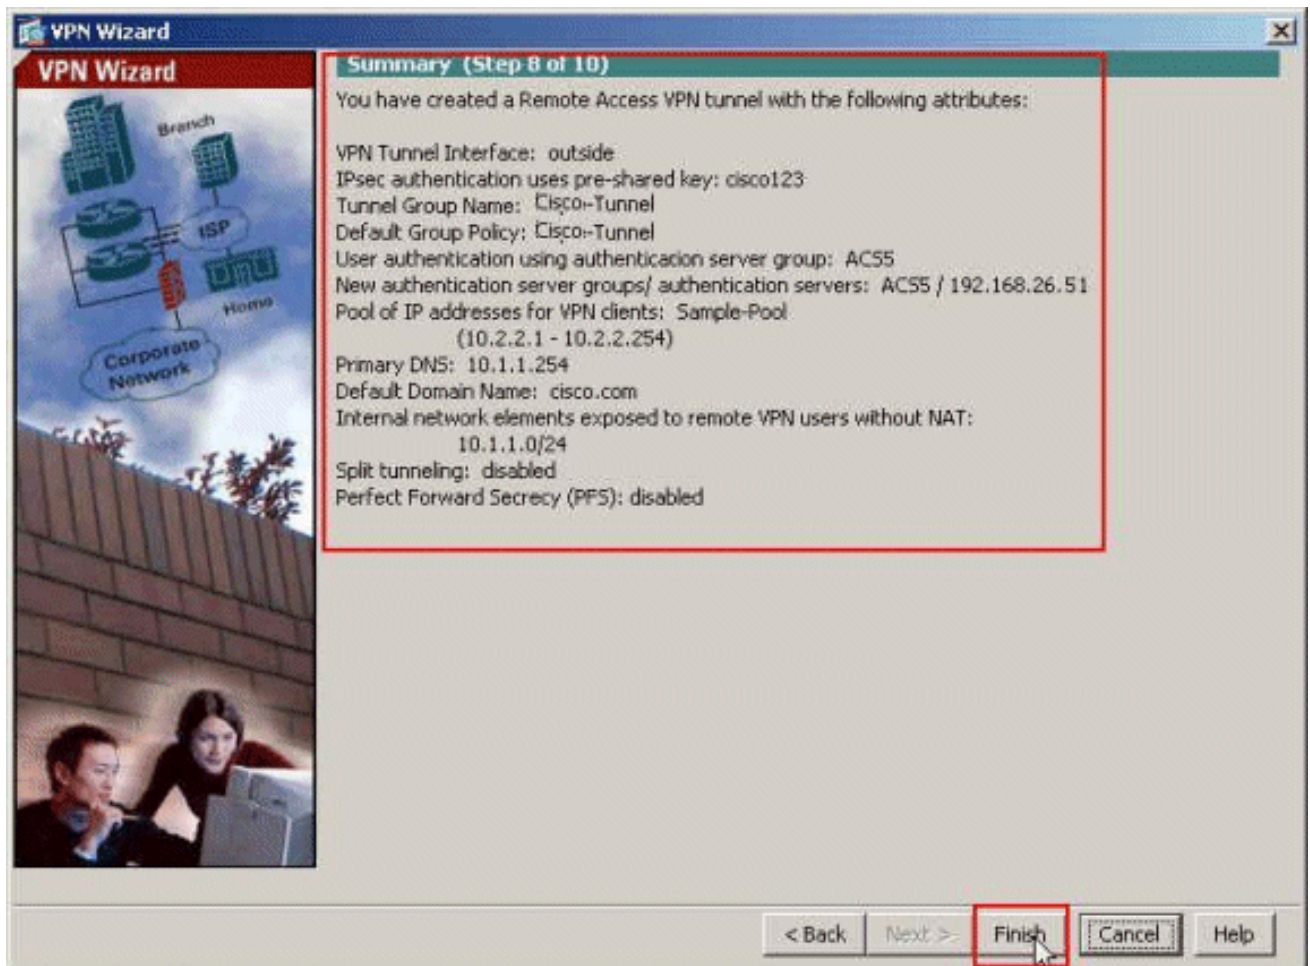 VPN Wizard
VPN Wizard
Branch
ISP
Home
Corporate
Network
Summary (Step 8 of 10)
You have created a Remote Access VPN tunnel with the following attributes:
VPN Tunnel Interface: outside
IPsec authentication uses pre-shared key: cisco123
Tunnel Group Name: Cisco-Tunnel
Default Group Policy: Cisco-Tunnel
User authentication using authentication server group: ACS5
New authentication server groups/ authentication servers: ACS5 / 192.168.26.51
Pool of IP addresses for VPN clients: Sample-Pool
(10.2.2.1 - 10.2.2.254)
Primary DNS: 10.1.1.254
Default Domain Name: cisco.com
Internal network elements exposed to remote VPN users without NAT:
10.1.1.0/24
Split tunneling: disabled
Perfect Forward Secrecy (PFS): disabled
< Back
Next >
Finish
Cancel
Help